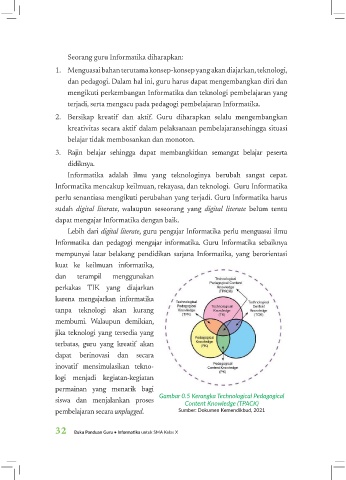 Seorang guru Informatika diharapkan:
1. Menguasai bahan terutama konsep-konsep yang akan diajarkan, teknologi,
dan pedagogi. Dalam hal ini, guru harus dapat mengembangkan diri dan
mengikuti perkembangan Informatika dan teknologi pembelajaran yang
terjadi, serta mengacu pada pedagogi pembelajaran Informatika.
2. Bersikap kreatif dan aktif. Guru diharapkan selalu mengembangkan
kreativitas secara aktif dalam pelaksanaan pembelajaransehingga situasi
belajar tidak membosankan dan monoton.
3. Rajin belajar sehingga dapat membangkitkan semangat belajar peserta
didiknya.
Informatika adalah ilmu yang teknologinya berubah sangat cepat.
Informatika mencakup keilmuan, rekayasa, dan teknologi. Guru Informatika
perlu senantiasa mengikuti perubahan yang terjadi. Guru Informatika harus
sudah digital literate, walaupun seseorang yang digital literate belum tentu
dapat mengajar Informatika dengan baik.
Lebih dari digital literate, guru pengajar Informatika perlu menguasai ilmu
Informatika dan pedagogi mengajar informatika. Guru Informatika sebaiknya
mempunyai latar belakang pendidikan sarjana Informatika, yang berorientasi
kuat ke keilmuan informatika,
dan terampil menggunakan
perkakas TIK yang diajarkan
karena mengajarkan informatika
tanpa teknologi akan kurang
membumi. Walaupun demikian,
jika teknologi yang tersedia yang
terbatas, guru yang kreatif akan
dapat berinovasi dan secara
inovatif mensimulasikan tekno-
logi menjadi kegiatan-kegiatan
permainan yang menarik bagi
siswa dan menjalankan proses
pembelajaran secara unplugged.
Technological
Pedagogical Content
Knowledge
(TPACK)
Technological
Pedagogical
Knowledge
(TPK)
Technological
Knowledge
(TK)
Technological
Content
Knowledge
(TCK)
Pedagogical
Knowledge
(PK)
Pedagogical
Content Knowledge
(PK)
Gambar 0.5 Kerangka Technological Pedagogical
Content Knowledge (TPACK)
Sumber: Dokumen Kemendikbud, 2021
32 Buku Panduan Guru • Informatika untuk SMA Kelas X